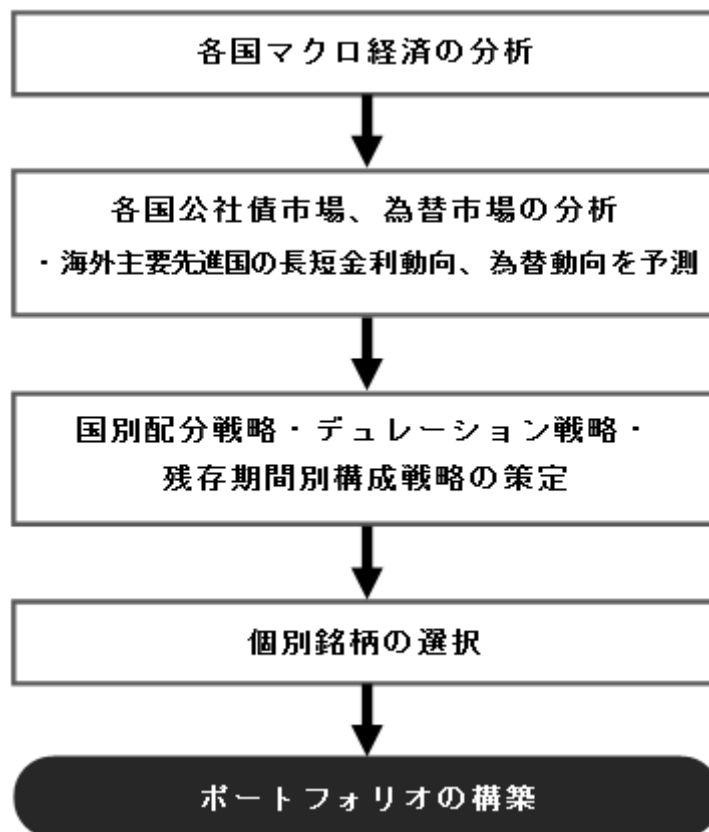 各国マクロ経済の分析
各国公社債市場、為替市場の分析
・海外主要先進国の長短金利動向、為替動向を予測
国別配分戦略・デュレーション戦略・
残存期間別構成戦略の策定
個別銘柄の選択
ポートフォリオの構築